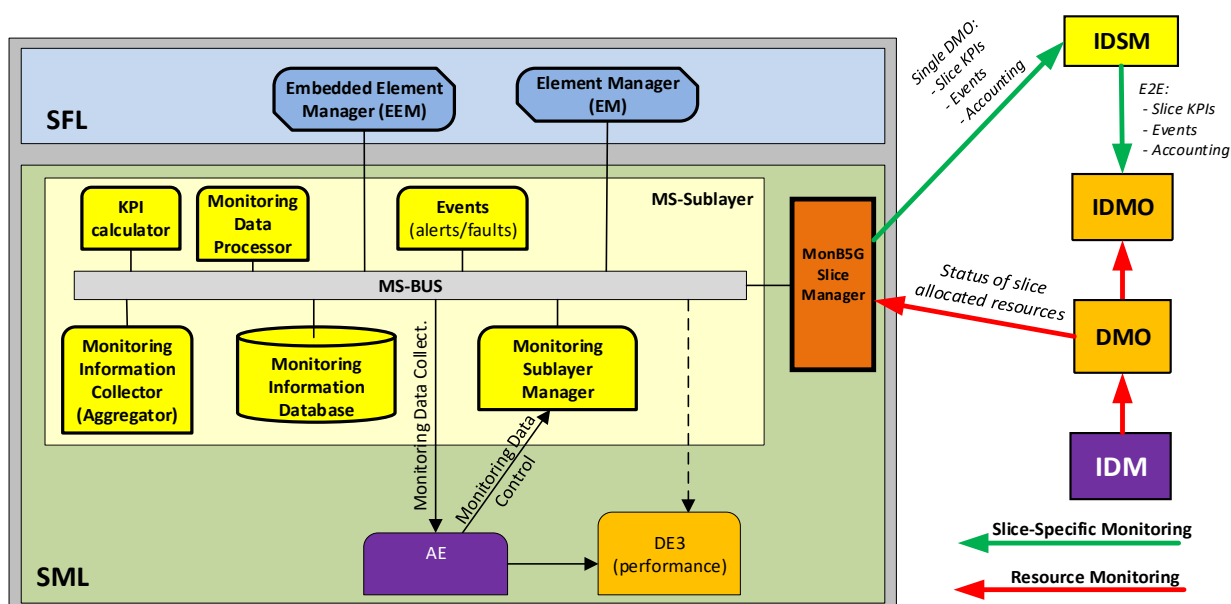 SFL
Embedded Element
Manager (EEM)
Element Manager
(EM)
Single DMO:
- Slice KPIs
- Events
- Accounting
IDSM
E2E:
- Slice KPIs
- Events
- Accounting
IDMO
DMO
IDM
MS-Sublayer
KPI
calculator
Monitoring
Data
Processor
Events
(alerts/faults)
MS-BUS
MonB5G
Slice
Manager
Status of slice
allocated resources
Monitoring
Information
Collector
(Aggregator)
Monitoring
Information
Database
Monitoring Data Collect.
Monitoring
Sublayer
Manager
Monitoring Data
Control
AE
DE3
(performance)
SML
Slice-Specific Monitoring
Resource Monitoring